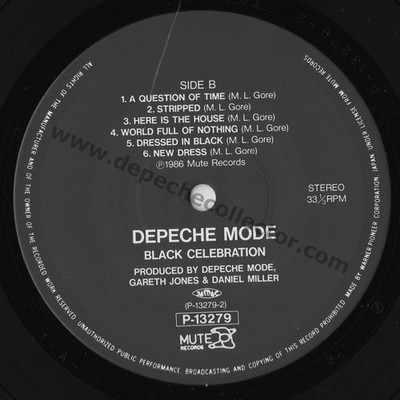 SIDE B
1. A QUESTION OF TIME (M. L. Gore)
2. STRIPPED (M. L. Gore)
3. HERE IS THE HOUSE (M. L. Gore)
4. WORLD FULL OF NOTHING (M. L. Gore)
5. DRESSED IN BLACK (M. L. Gore)
6. NEW DRESS (M. L. Gore)
℗1986 Mute Records
STEREO
33⅓RPM
DEPECHE MODE
BLACK CELEBRATION
PRODUCED BY DEPECHE MODE,
GARETH JONES & DANIEL MILLER
JASRAC
(P-13279-2)
P-13279
MUTE
RECORDS
ALL RIGHTS OF THE MANUFACTURER AND OF THE OWNER OF THE RECORDED WORK RESERVED UNAUTHORIZED PUBLIC PERFORMANCE BROADCASTING AND COPYING OF THIS RECORD PROHIBITED MADE BY WARNER-PIONEER CORPORATION, JAPAN UNDER LICENSE FROM MUTE RECORDS
www.depechecollector.com